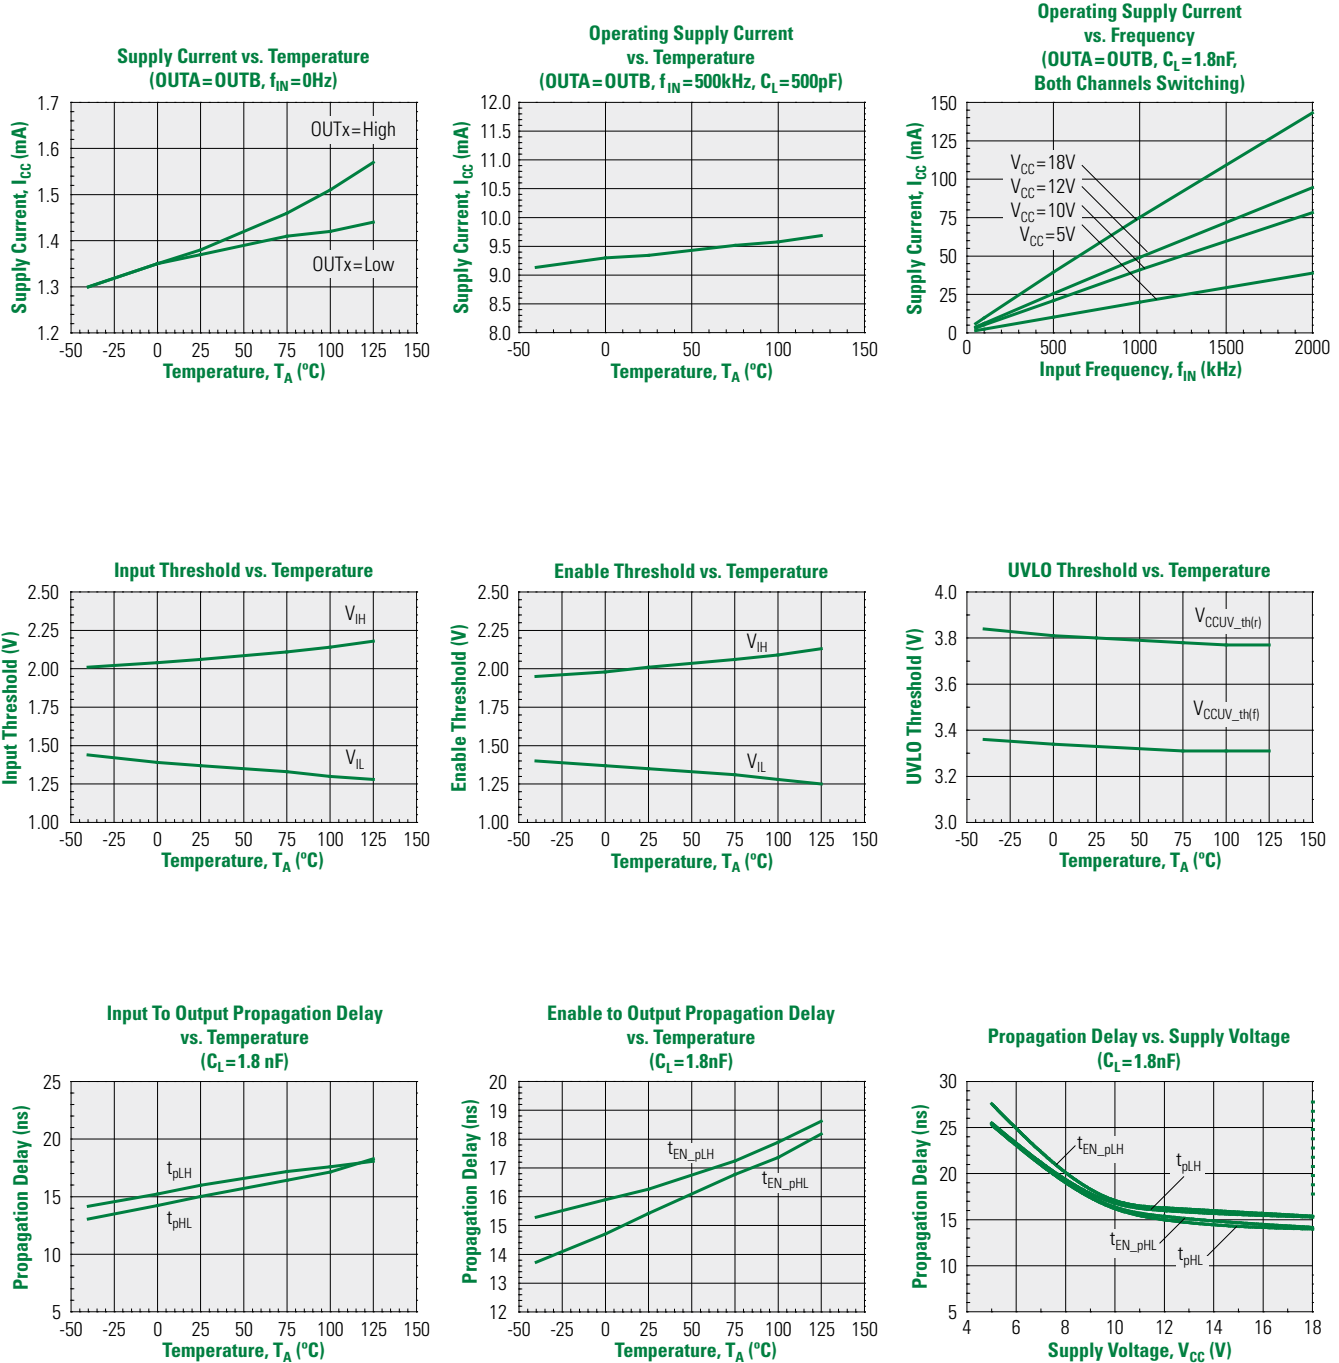 Supply Current vs. Temperature
(OUTA=OUTB, fIN=0Hz)
1.7
1.6
1.5
1.4
1.3
1.2
Supply Current, ICC (mA)
OUTx=High
OUTx=Low
-50 -25 0 25 50 75 100 125 150
Temperature, TA (ºC)
Operating Supply Current
vs. Temperature
(OUTA=OUTB, fIN=500kHz, CL=500pF)
12.0
11.5
11.0
10.5
10.0
9.5
9.0
8.5
8.0
Supply Current, ICC (mA)
-50 0 50 100 150
Temperature, TA (ºC)
Operating Supply Current
vs. Frequency
(OUTA=OUTB, CL=1.8nF,
Both Channels Switching)
150
125
100
75
50
25
0
Supply Current, ICC (mA)
VCC=18V
VCC=12V
VCC=10V
VCC=5V
0 500 1000 1500 2000
Input Frequency, fIN (kHz)
Input Threshold vs. Temperature
2.50
2.25
2.00
1.75
1.50
1.25
1.00
Input Threshold (V)
VIH
VIL
-50 -25 0 25 50 75 100 125 150
Temperature, TA (ºC)
Enable Threshold vs. Temperature
2.50
2.25
2.00
1.75
1.50
1.25
1.00
Enable Threshold (V)
VIH
VIL
-50 -25 0 25 50 75 100 125 150
Temperature, TA (ºC)
UVLO Threshold vs. Temperature
4.0
3.8
3.6
3.4
3.2
3.0
UVLO Threshold (V)
VCCUV_th(r)
VCCUV_th(f)
-50 -25 0 25 50 75 100 125 150
Temperature, TA (ºC)
Input To Output Propagation Delay
vs. Temperature
(CL=1.8 nF)
25
20
15
10
5
Propagation Delay (ns)
tpLH
tpHL
-50 -25 0 25 50 75 100 125 150
Temperature, TA (ºC)
Enable to Output Propagation Delay
vs. Temperature
(CL=1.8nF)
20
19
18
17
16
15
14
13
12
Propagation Delay (ns)
tEN_pLH
tEN_pHL
-50 -25 0 25 50 75 100 125 150
Temperature, TA (ºC)
Propagation Delay vs. Supply Voltage
(CL=1.8nF)
30
25
20
15
10
5
Propagation Delay (ns)
tEN_pLH
tpLH
tEN_pHL
tpHL
4 6 8 10 12 14 16 18
Supply Voltage, VCC (V)